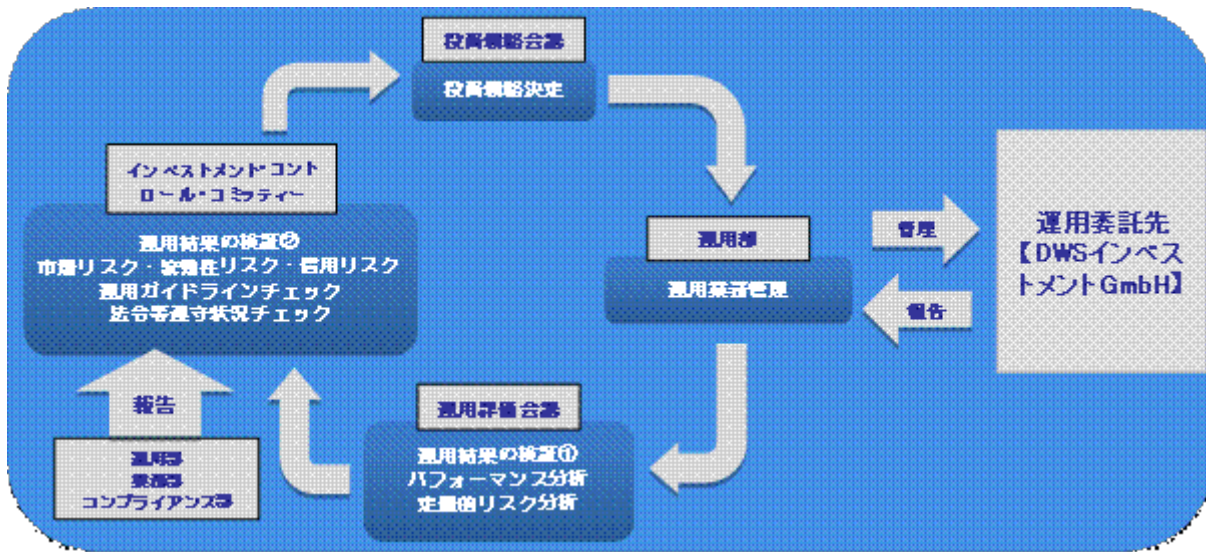 投資戦略会議
投資戦略決定
インベストメント・コント
ロール・コミッティー
運用結果の検証②
市場リスク・流動性リスク・信用リスク
運用ガイドラインチェック
法令等遵守状況チェック
運用部
運用業務管理
管理
報告
運用委託先
【DWSインベス
トメントGmbH】
報告
運用部
業務部
コンプライアンス部
運用評価会議
運用結果の検証①
パフォーマンス分析
定量的リスク分析